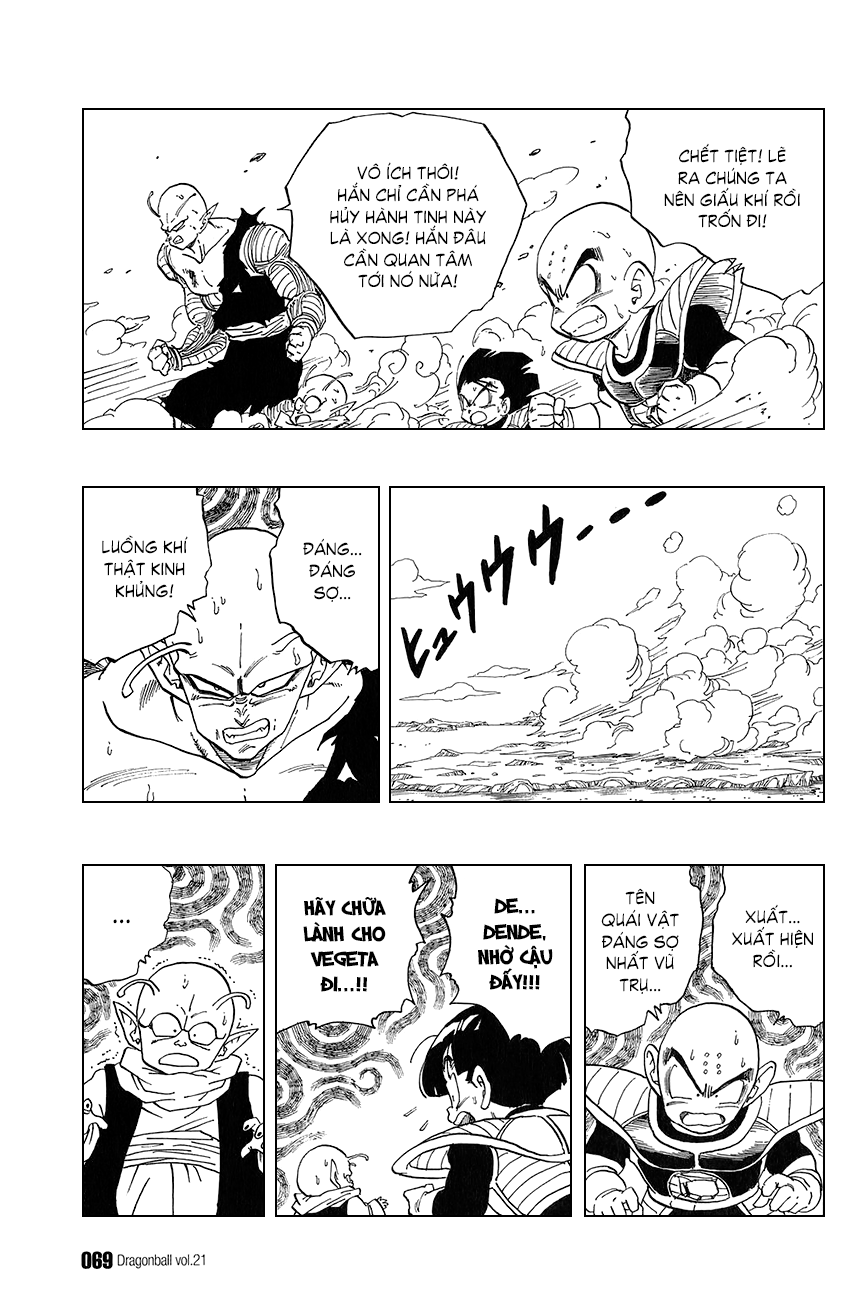 CHẾT TIỆT! LẼ
RA CHÚNG TA
NÊN GIẤU KHÍ RỒI
TRỐN ĐI!
VÔ ÍCH THÔI!
HẮN CHỈ CẦN PHÁ
HỦY HÀNH TINH NÀY
LÀ XONG! HẮN ĐÂU
CẦN QUAN TÂM
TỚI NÓ NỮA!
ヒュウウウ---
ĐÁNG...
ĐÁNG
SỢ...
LUỒNG KHÍ
THẬT KINH
KHỦNG!
XUẤT...
XUẤT HIỆN
RỒI...
TÊN
QUÁI VẬT
ĐÁNG SỢ
NHẤT VŨ
TRỤ...
DE...
DENDE,
NHỜ CẬU
ĐẤY!!!
HÃY CHỮA
LÀNH CHO
VEGETA
ĐI...!!
...
069 Dragonball vol.21